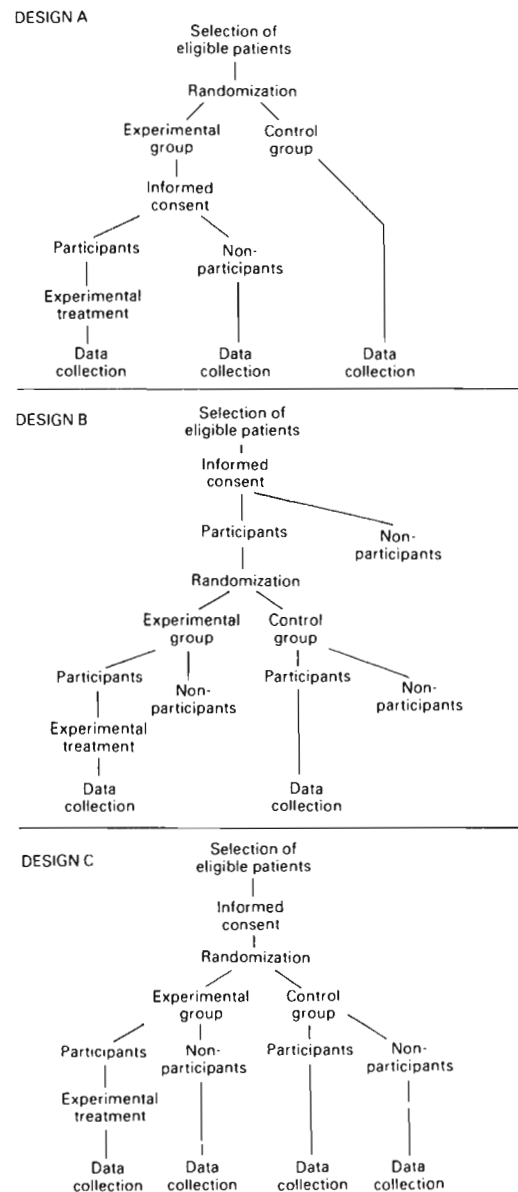 DESIGN A
Selection of
eligible patients
Randomization
Experimental
group
Control
group
Informed
consent
Participants
Non-
participants
Experimental
treatment
Data
collection
Data
collection
Data
collection
DESIGN B
Selection of
eligible patients
Informed
consent
Participants
Non-
participants
Randomization
Experimental
group
Control
group
Participants
Non-
participants
Participants
Non-
participants
Experimental
treatment
Data
collection
Data
collection
DESIGN C
Selection of
eligible patients
Informed
consent
Randomization
Experimental
group
Control
group
Participants
Non-
participants
Participants
Non-
participants
Experimental
treatment
Data
collection
Data
collection
Data
collection
Data
collection